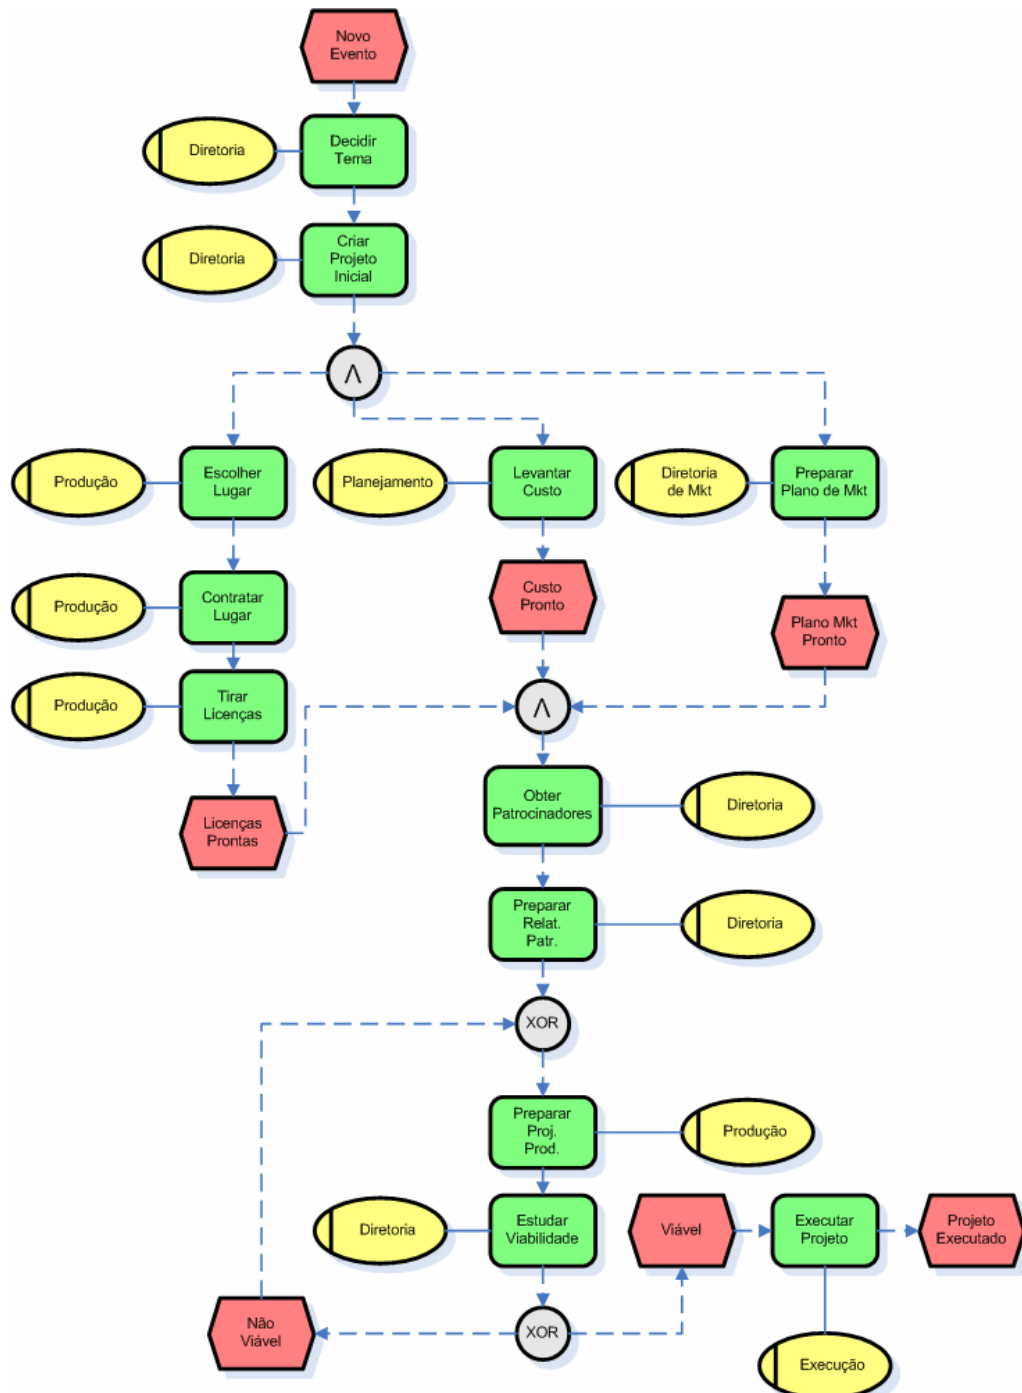 Novo
Evento
Diretoria
Decidir
Tema
Diretoria
Criar
Projeto
Inicial
Λ
Produção
Escolher
Lugar
Planejamento
Levantar
Custo
Diretoria
de Mkt
Preparar
Plano de Mkt
Produção
Contratar
Lugar
Custo
Pronto
Plano Mkt
Pronto
Produção
Tirar
Licenças
Λ
Licenças
Prontas
Obter
Patrocinadores
Diretoria
Preparar
Relat.
Patr.
Diretoria
XOR
Preparar
Proj.
Prod.
Produção
Diretoria
Estudar
Viabilidade
Viável
Executar
Projeto
Projeto
Executado
Não
Viável
XOR
Execução